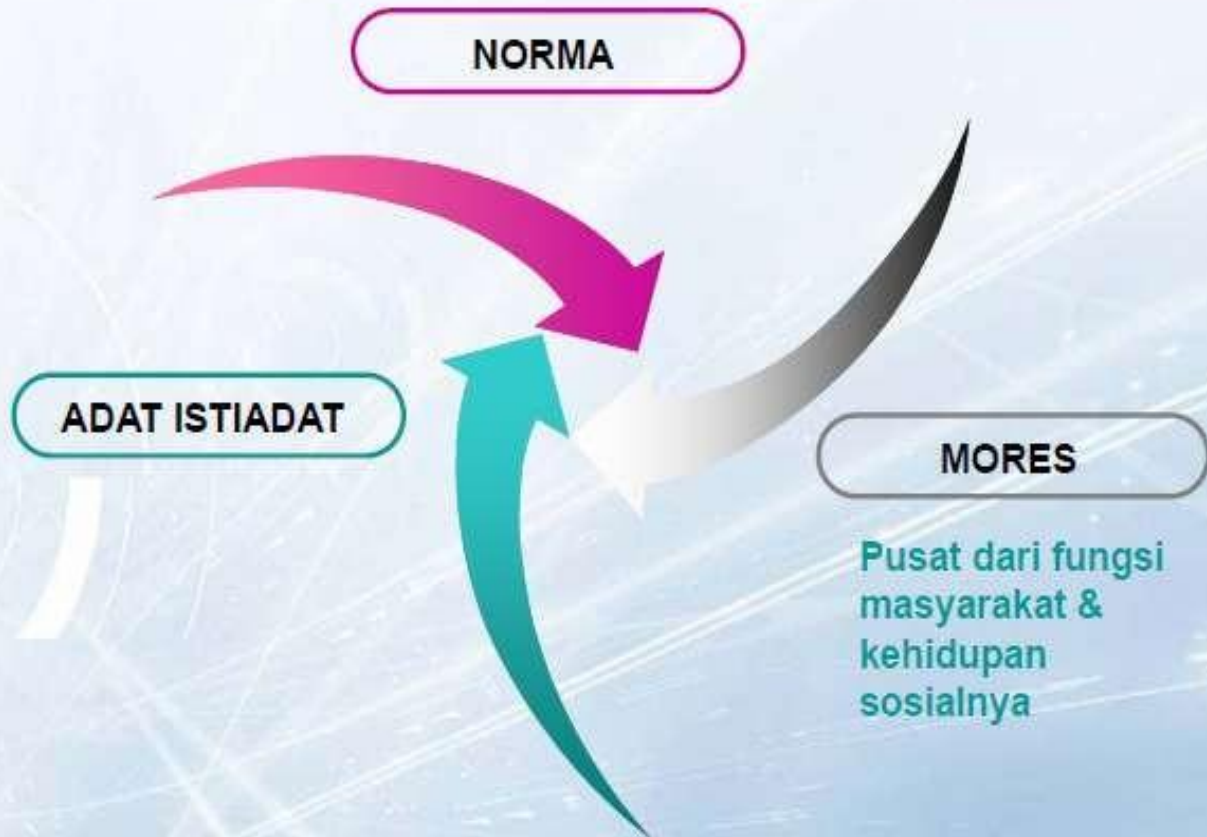 NORMA
ADAT ISTIADAT
MORES
Pusat dari fungsi
masyarakat &
kehidupan
sosialnya